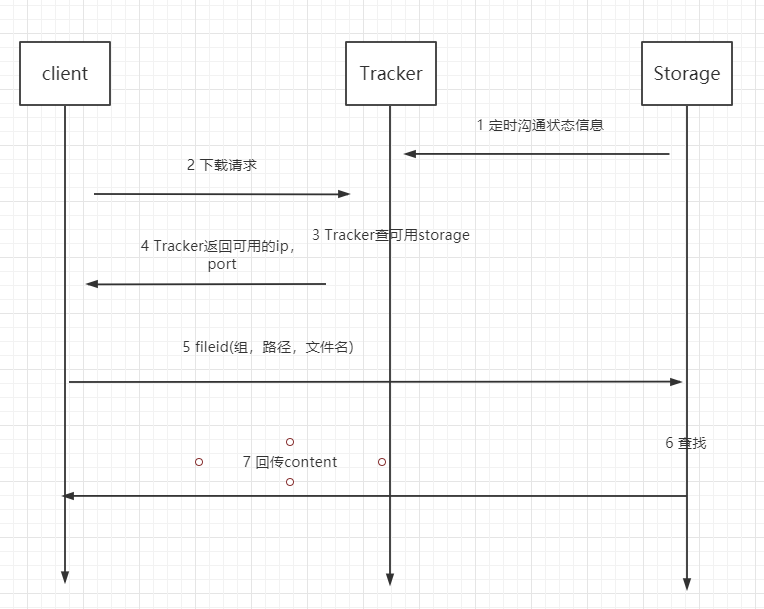 client
Tracker
Storage
1 定时沟通状态信息
2 下载请求
3 Tracker查可用storage
4 Tracker返回可用的ip，
port
5 fileid(组，路径，文件名)
6 查找
7 回传content